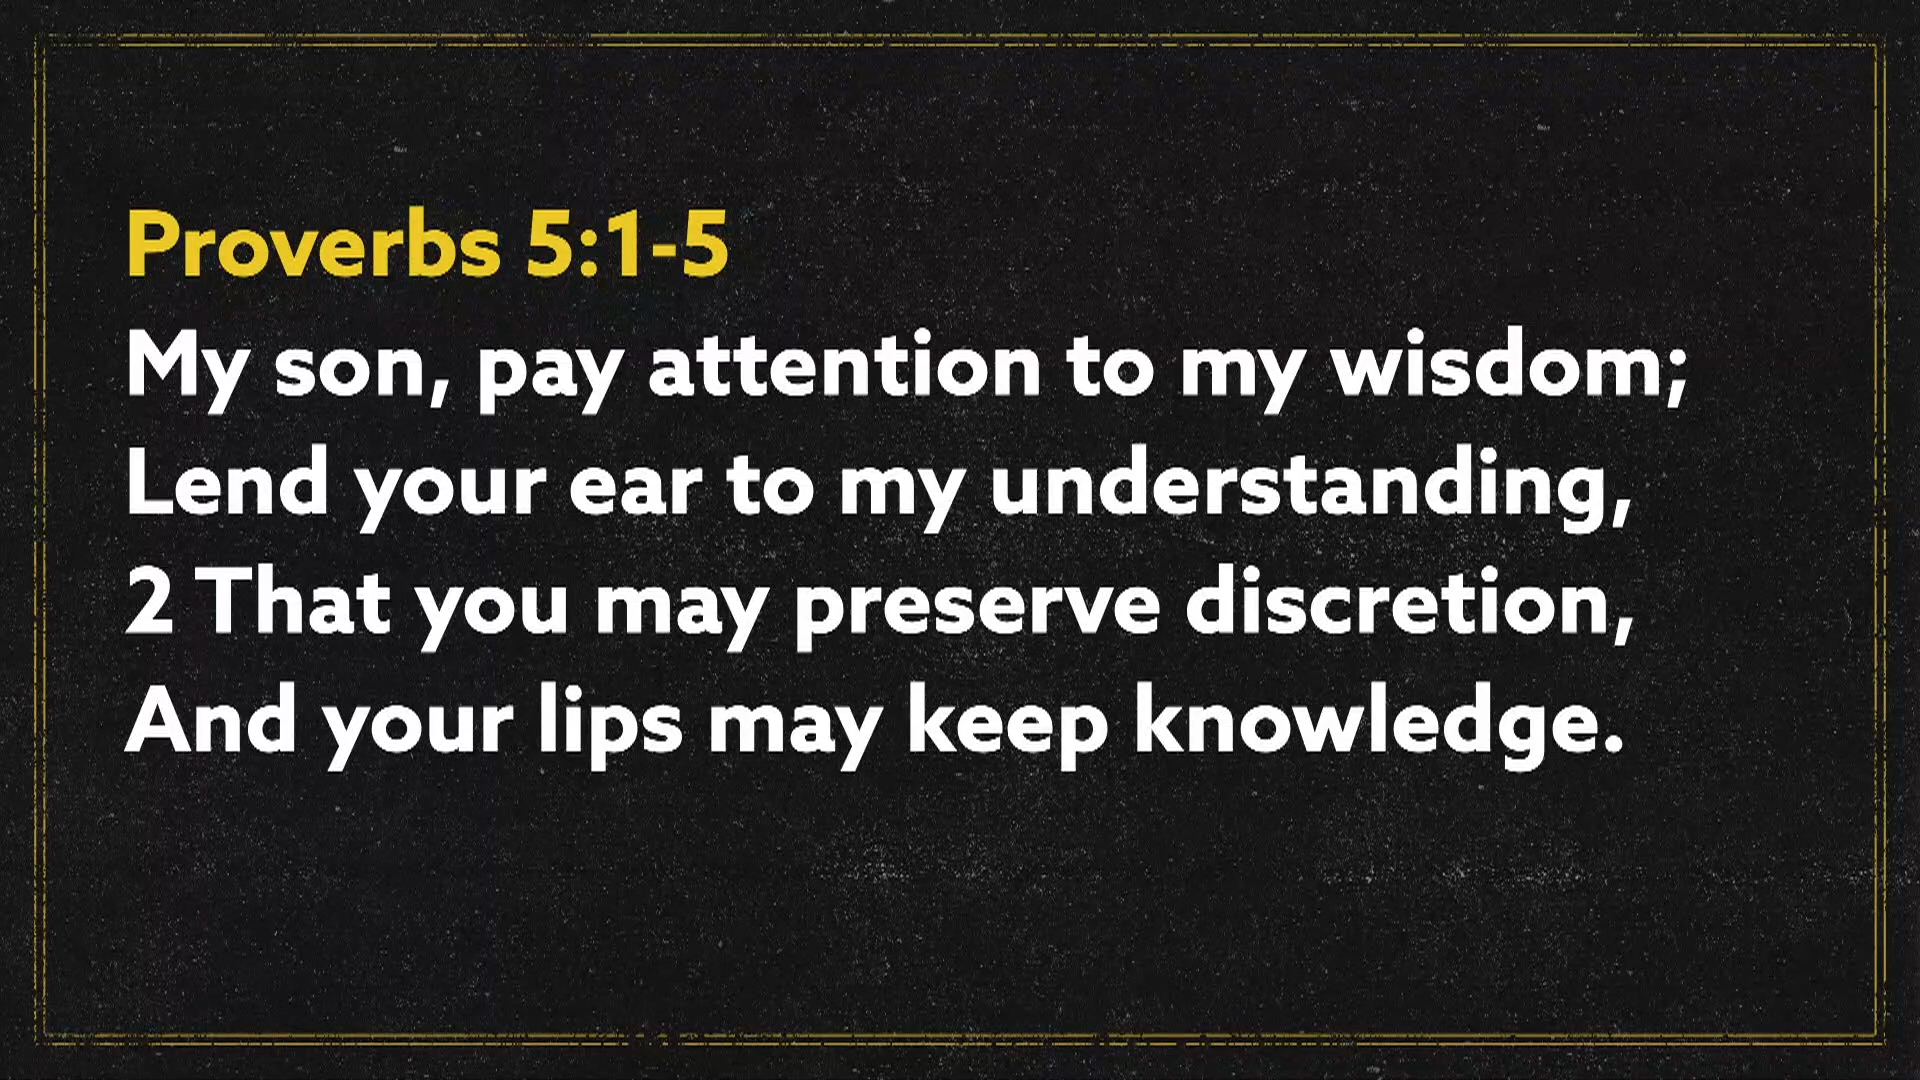 Proverbs 5:1-5
My son, pay attention to my wisdom;
Lend your ear to my understanding,
2 That you may preserve discretion,
And your lips may keep knowledge.